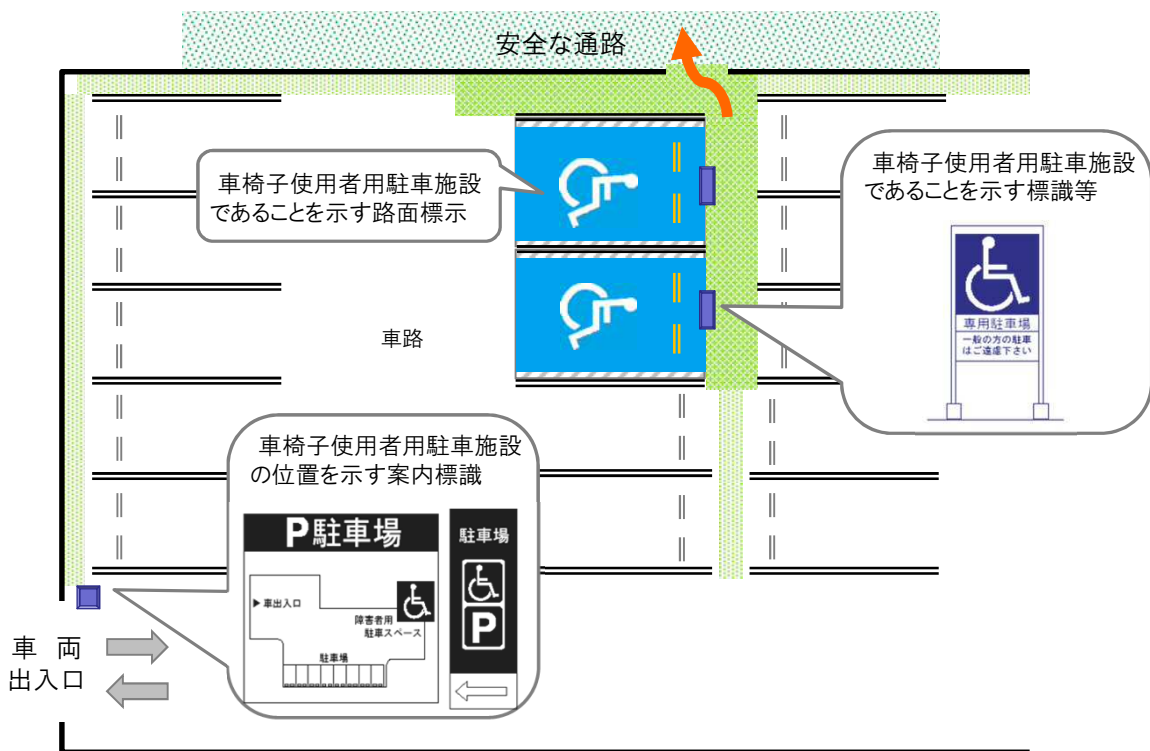 安全な通路
車椅子使用者用駐車施設
であることを示す路面標示
車椅子使用者用駐車施設
であることを示す標識等
専用駐車場
一般の方の駐車
はご遠慮下さい
車路
車椅子使用者用駐車施設
の位置を示す案内標識
P駐車場
▶車出入口
障害者用
駐車スペース
駐車場
駐車場
P
車 両
出入口